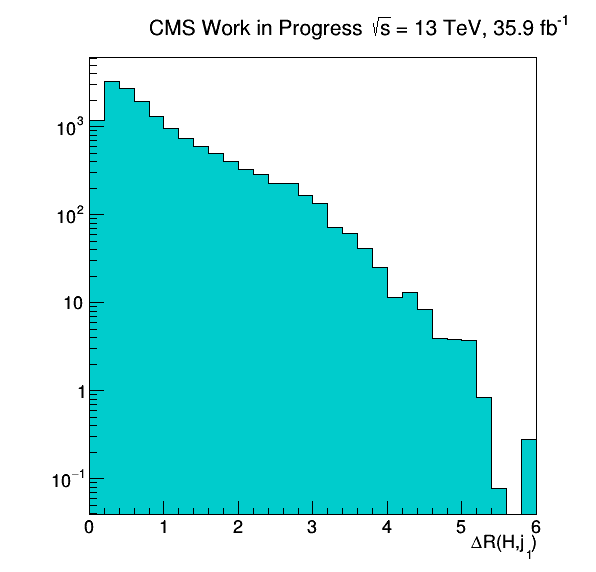 CMS Work in Progress √s = 13 TeV, 35.9 fb⁻¹
10³
10²
10
1
10⁻¹
0 1 2 3 4 5 6
ΔR(H,j₁)